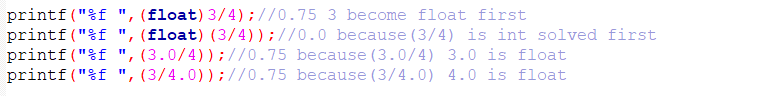 printf("%f ",(float)3/4);//0.75 3 become float first
printf("%f ",(float)(3/4));//0.0 because(3/4) is int solved first
printf("%f ",(3.0/4));//0.75 because(3.0/4) 3.0 is float
printf("%f ",(3/4.0));//0.75 because(3/4.0) 4.0 is float